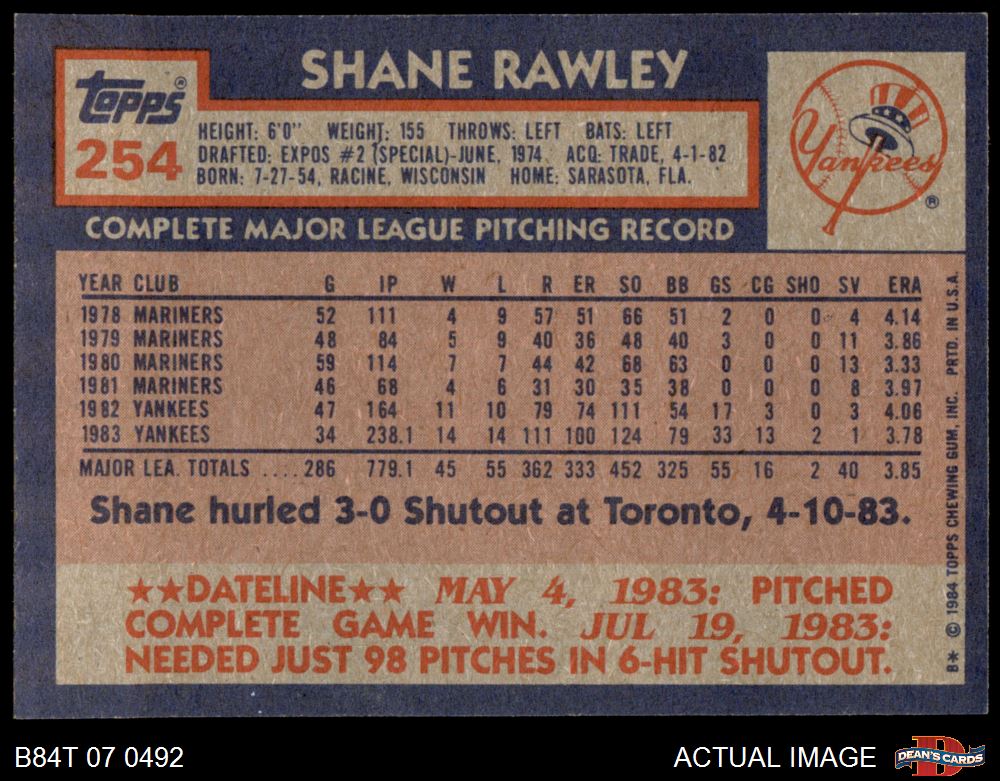 SHANE RAWLEY
Topps®
254
HEIGHT: 6'0" WEIGHT: 155 THROWS: LEFT BATS: LEFT
DRAFTED: EXPOS #2 (SPECIAL)-JUNE, 1974 ACQ: TRADE, 4-1-82
BORN: 7-27-54, RACINE, WISCONSIN HOME: SARASOTA, FLA.
Yankees ®
COMPLETE MAJOR LEAGUE PITCHING RECORD
YEAR CLUB G IP W L R ER SO BB GS CG SHO SV ERA
1978 MARINERS 52 111 4 9 57 51 66 51 2 0 0 4 4.14
1979 MARINERS 48 84 5 9 40 36 48 40 3 0 0 11 3.86
1980 MARINERS 59 114 7 7 44 42 68 63 0 0 0 13 3.33
1981 MARINERS 46 68 4 6 31 30 35 38 0 0 0 8 3.97
1982 YANKEES 47 164 11 10 79 74 111 54 17 3 0 3 4.06
1983 YANKEES 34 238.1 14 14 111 100 124 79 33 13 2 1 3.78
MAJOR LEA. TOTALS .... 286 779.1 45 55 362 333 452 325 55 16 2 40 3.85
Shane hurled 3-0 Shutout at Toronto, 4-10-83.
★★DATELINE★★ MAY 4, 1983: PITCHED
COMPLETE GAME WIN. JUL 19, 1983:
NEEDED JUST 98 PITCHES IN 6-HIT SHUTOUT.
B* © 1984 TOPPS CHEWING GUM, INC. PRTD. IN U.S.A.
B84T 07 0492
ACTUAL IMAGE
DEAN'S CARDS